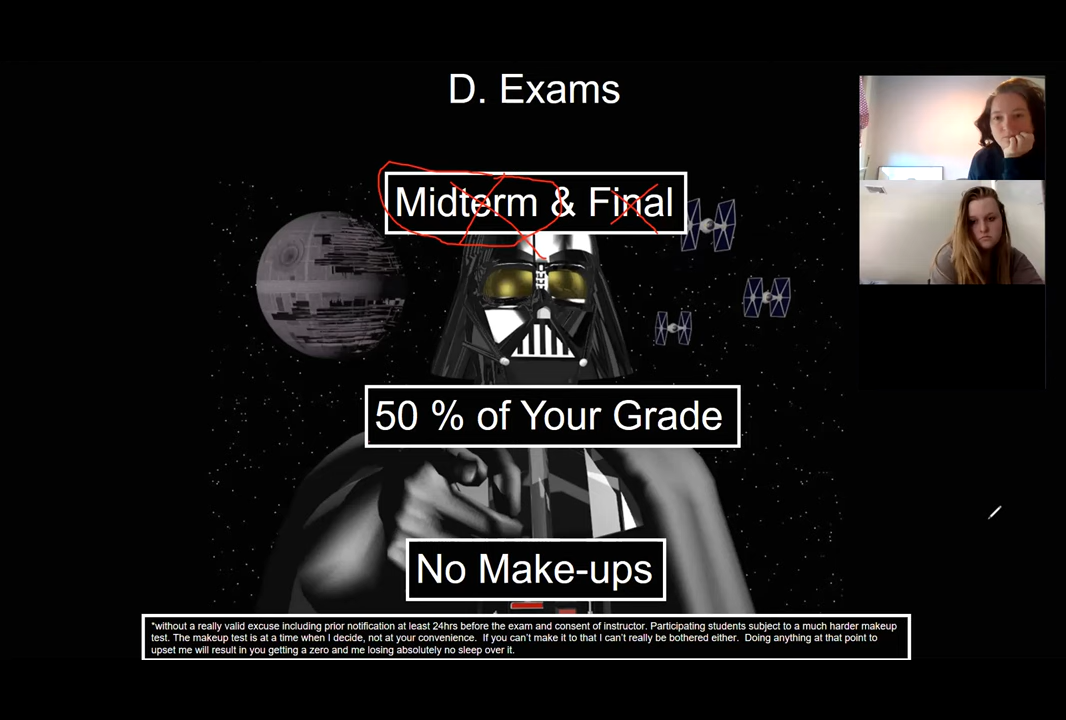 D. Exams
Midterm & Final
50 % of Your Grade
No Make-ups
*without a really valid excuse including prior notification at least 24hrs before the exam and consent of instructor. Participating students subject to a much harder makeup
test. The makeup test is at a time when I decide, not at your convenience.  If you can't make it to that I can't really be bothered either.  Doing anything at that point to
upset me will result in you getting a zero and me losing absolutely no sleep over it.